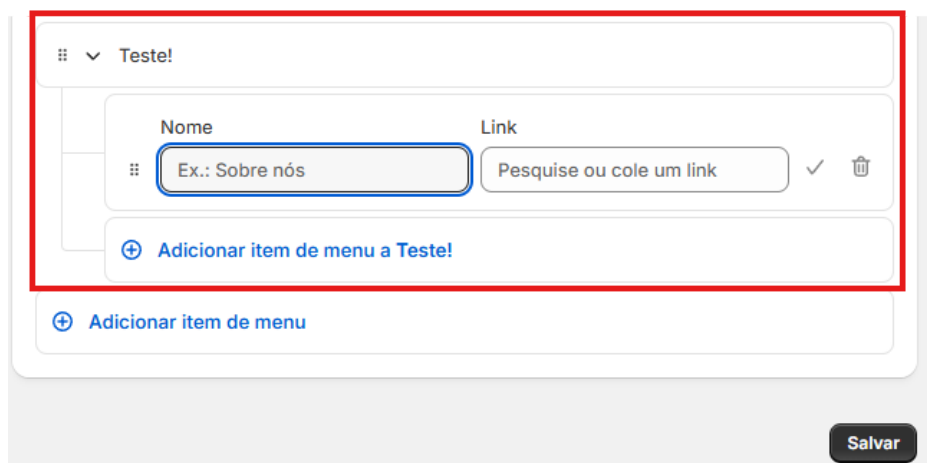 Teste!
Nome
Link
Ex.: Sobre nós
Pesquise ou cole um link
Adicionar item de menu a Teste!
Adicionar item de menu
Salvar